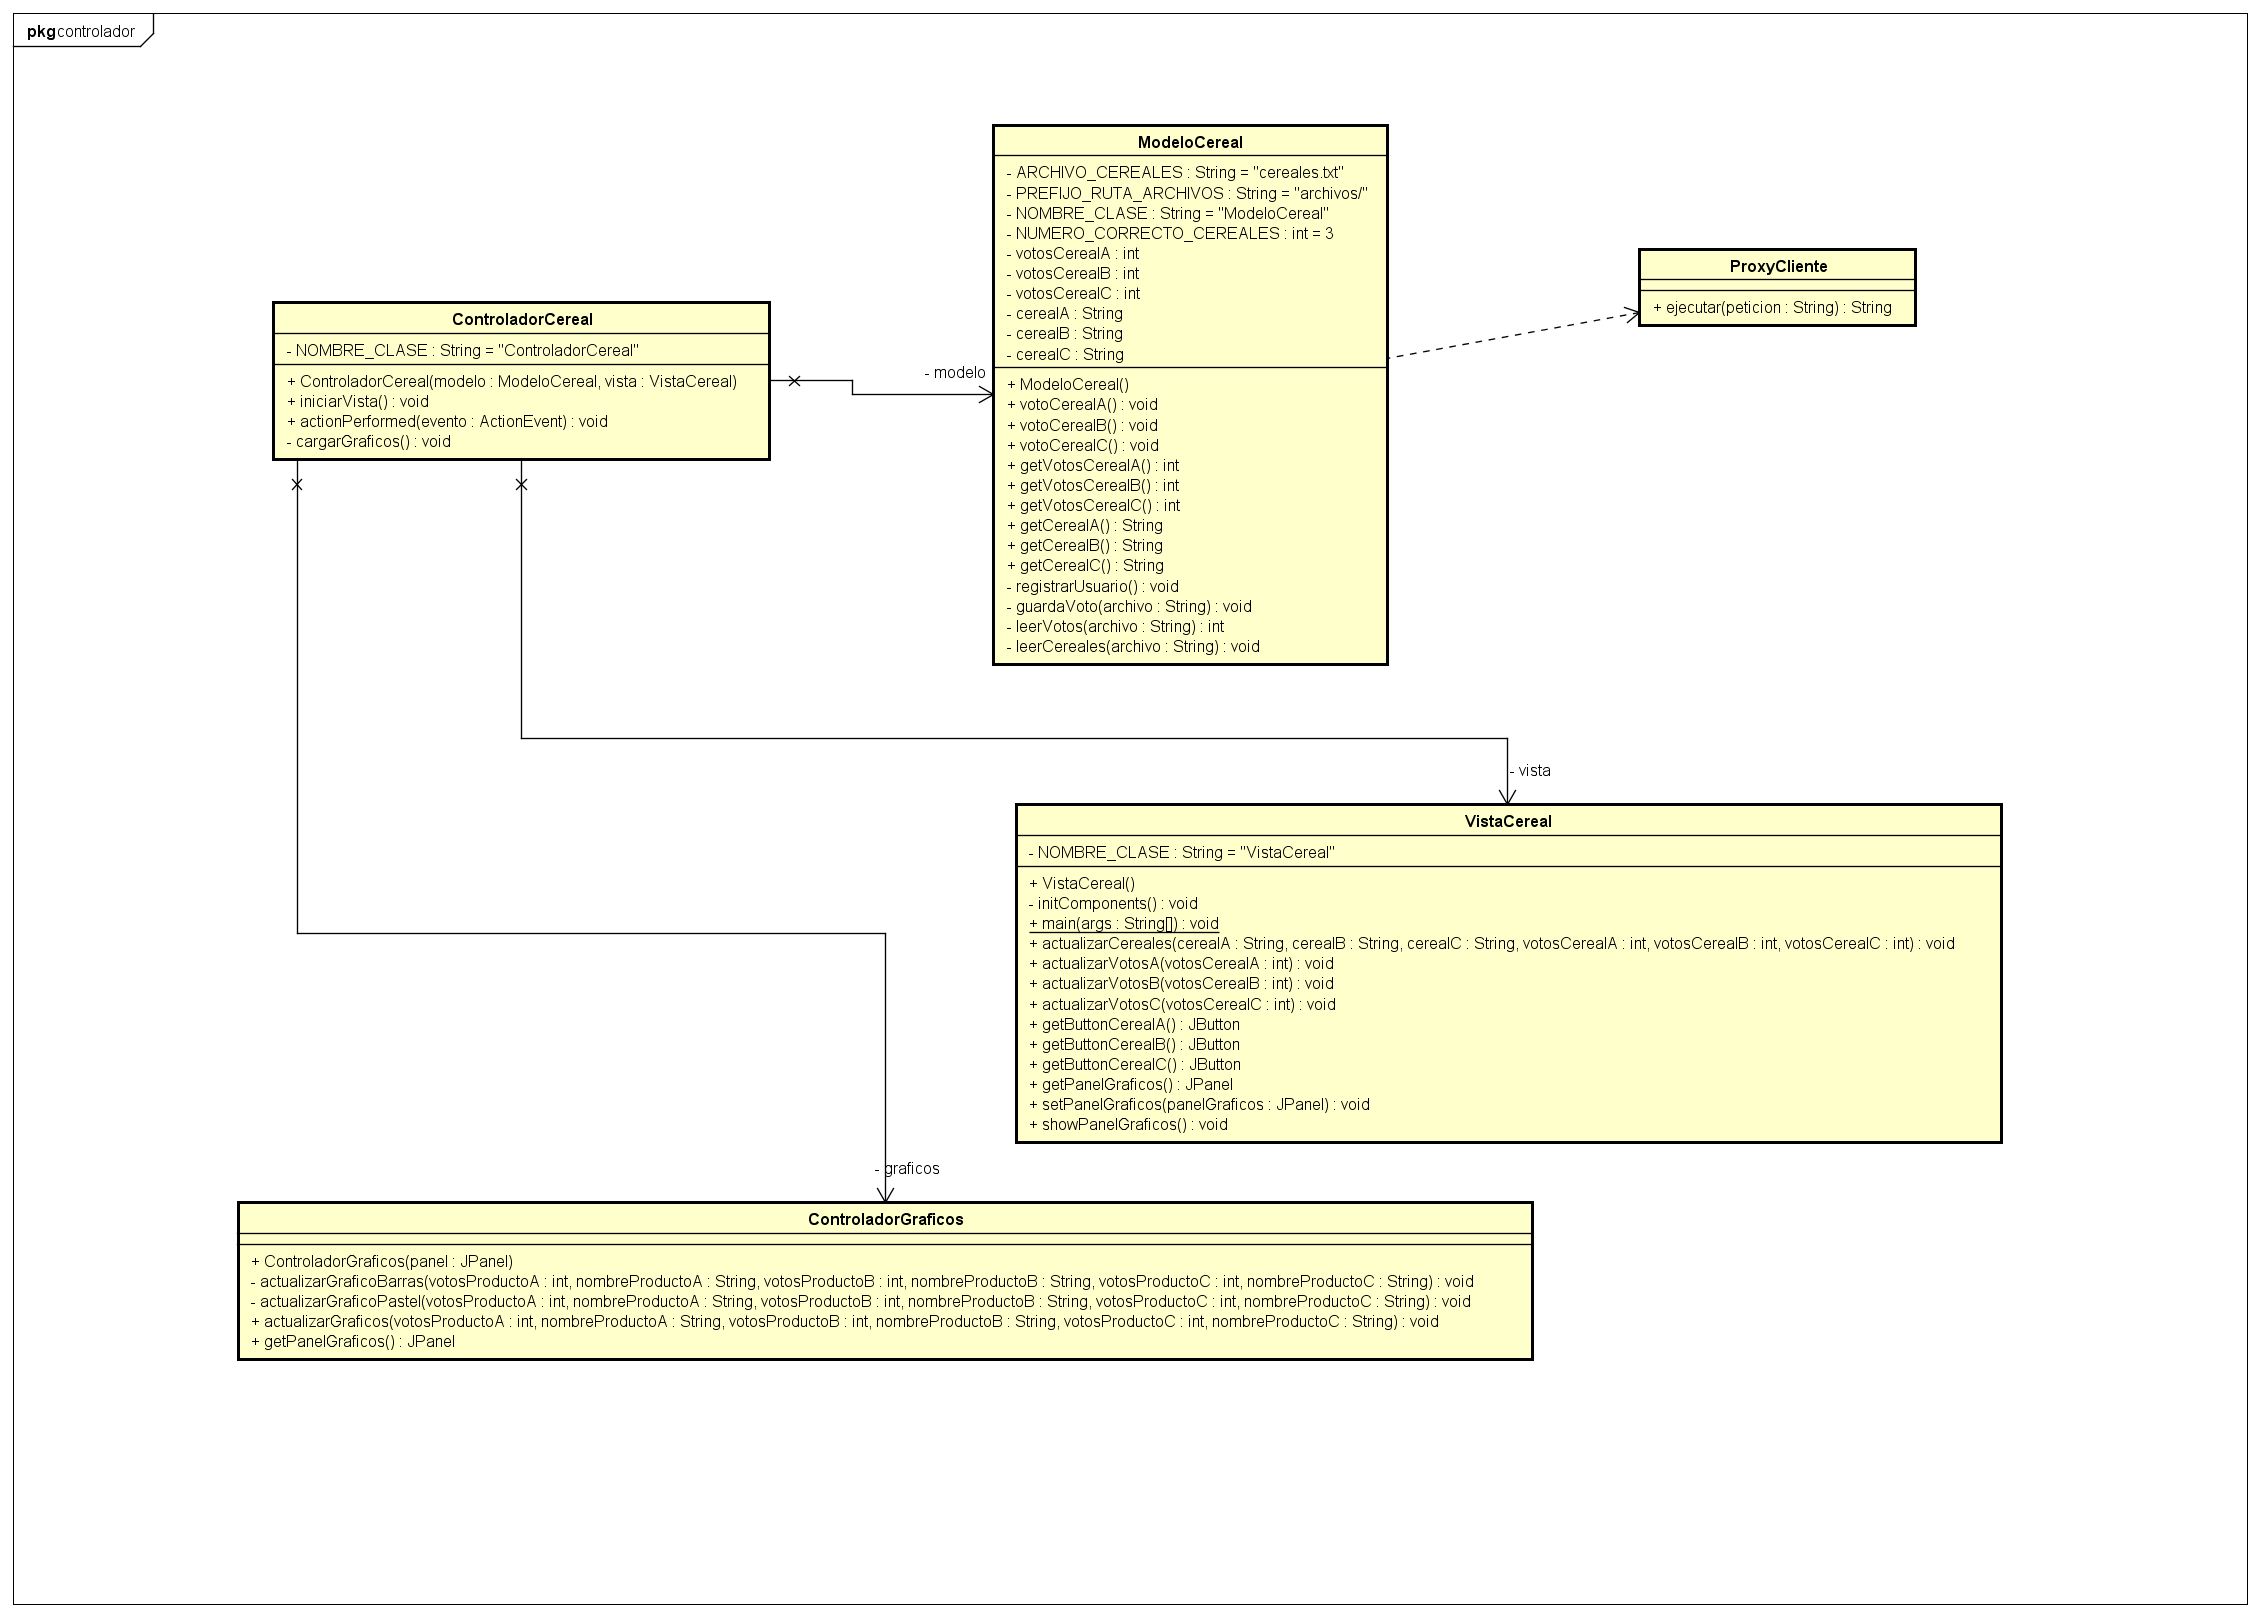 pkg controlador
ModeloCereal
- ARCHIVO_CEREALES : String = "cereales.txt"
- PREFIJO_RUTA_ARCHIVOS : String = "archivos/"
- NOMBRE_CLASE : String = "ModeloCereal"
- NUMERO_CORRECTO_CEREALES : int = 3
- votosCerealA : int
- votosCerealB : int
- votosCerealC : int
- cerealA : String
- cerealB : String
- cerealC : String
+ ModeloCereal()
+ votoCerealA() : void
+ votoCerealB() : void
+ votoCerealC() : void
+ getVotosCerealA() : int
+ getVotosCerealB() : int
+ getVotosCerealC() : int
+ getCerealA() : String
+ getCerealB() : String
+ getCerealC() : String
- registrarUsuario() : void
- guardaVoto(archivo : String) : void
- leerVotos(archivo : String) : int
- leerCereales(archivo : String) : void
ProxyCliente
+ ejecutar(peticion : String) : String
ControladorCereal
- NOMBRE_CLASE : String = "ControladorCereal"
+ ControladorCereal(modelo : ModeloCereal, vista : VistaCereal)
+ iniciarVista() : void
+ actionPerformed(evento : ActionEvent) : void
- cargarGraficos() : void
- modelo
- vista
VistaCereal
- NOMBRE_CLASE : String = "VistaCereal"
+ VistaCereal()
- initComponents() : void
+ main(args : String[]) : void
+ actualizarCereales(cerealA : String, cerealB : String, cerealC : String, votosCerealA : int, votosCerealB : int, votosCerealC : int) : void
+ actualizarVotosA(votosCerealA : int) : void
+ actualizarVotosB(votosCerealB : int) : void
+ actualizarVotosC(votosCerealC : int) : void
+ getButtonCerealA() : JButton
+ getButtonCerealB() : JButton
+ getButtonCerealC() : JButton
+ getPanelGraficos() : JPanel
+ setPanelGraficos(panelGraficos : JPanel) : void
+ showPanelGraficos() : void
- graficos
ControladorGraficos
+ ControladorGraficos(panel : JPanel)
- actualizarGraficoBarras(votosProductoA : int, nombreProductoA : String, votosProductoB : int, nombreProductoB : String, votosProductoC : int, nombreProductoC : String) : void
- actualizarGraficoPastel(votosProductoA : int, nombreProductoA : String, votosProductoB : int, nombreProductoB : String, votosProductoC : int, nombreProductoC : String) : void
+ actualizarGraficos(votosProductoA : int, nombreProductoA : String, votosProductoB : int, nombreProductoB : String, votosProductoC : int, nombreProductoC : String) : void
+ getPanelGraficos() : JPanel